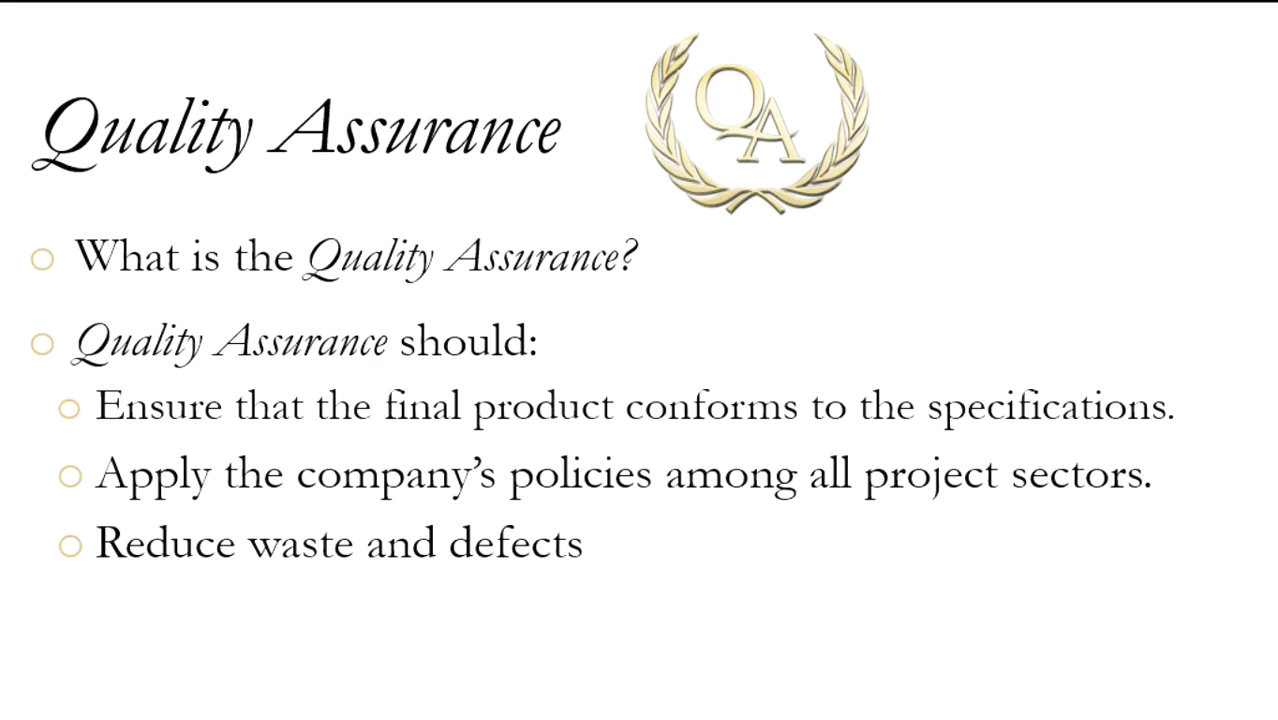 Quality Assurance
QA
What is the Quality Assurance?
Quality Assurance should:
Ensure that the final product conforms to the specifications.
Apply the company’s policies among all project sectors.
Reduce waste and defects